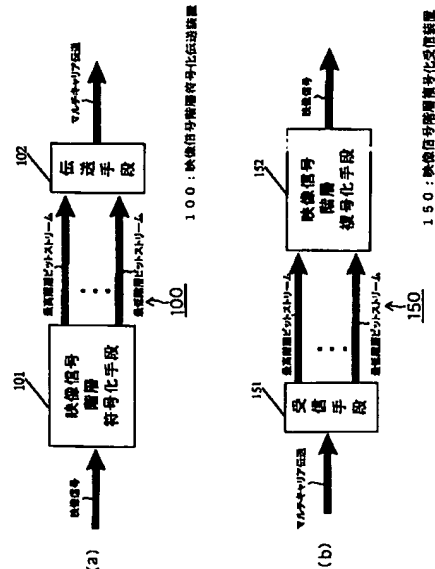 (a)
映像信号
101
映像信号
階層
符号化手段
最高階層ビットストリーム
・・・
最低階層ビットストリーム
100
102
伝送手段
マルチキャリア伝送
100：映像信号階層符号化伝送装置
(b)
マルチキャリア伝送
151
受信手段
最高階層ビットストリーム
・・・
最低階層ビットストリーム
150
152
映像信号
階層
復号化手段
映像信号
150：映像信号階層複号化受信装置